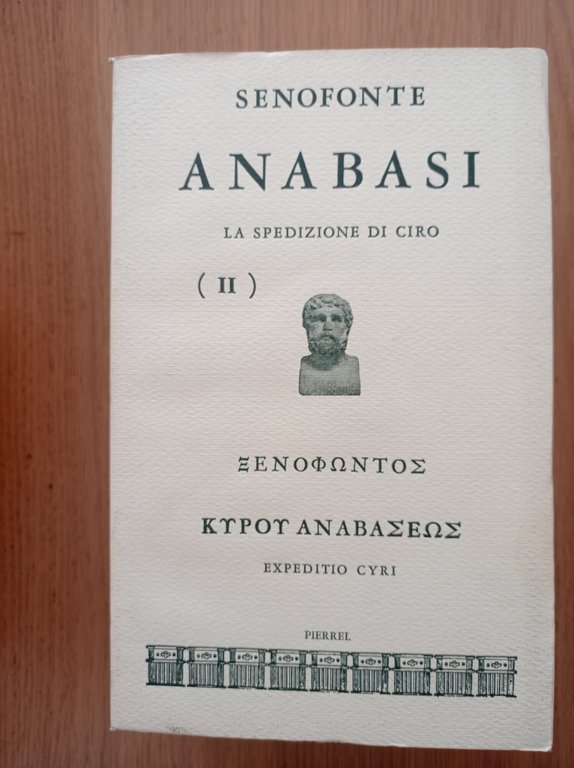 SENOFONTE
ANABASI
LA SPEDIZIONE DI CIRO
( II )
ΞΕΝΟΦΩΝΤΟΣ
ΚΥΡΟΥ ΑΝΑΒΑΣΕΩΣ
EXPEDITIO CYRI
PIERREL